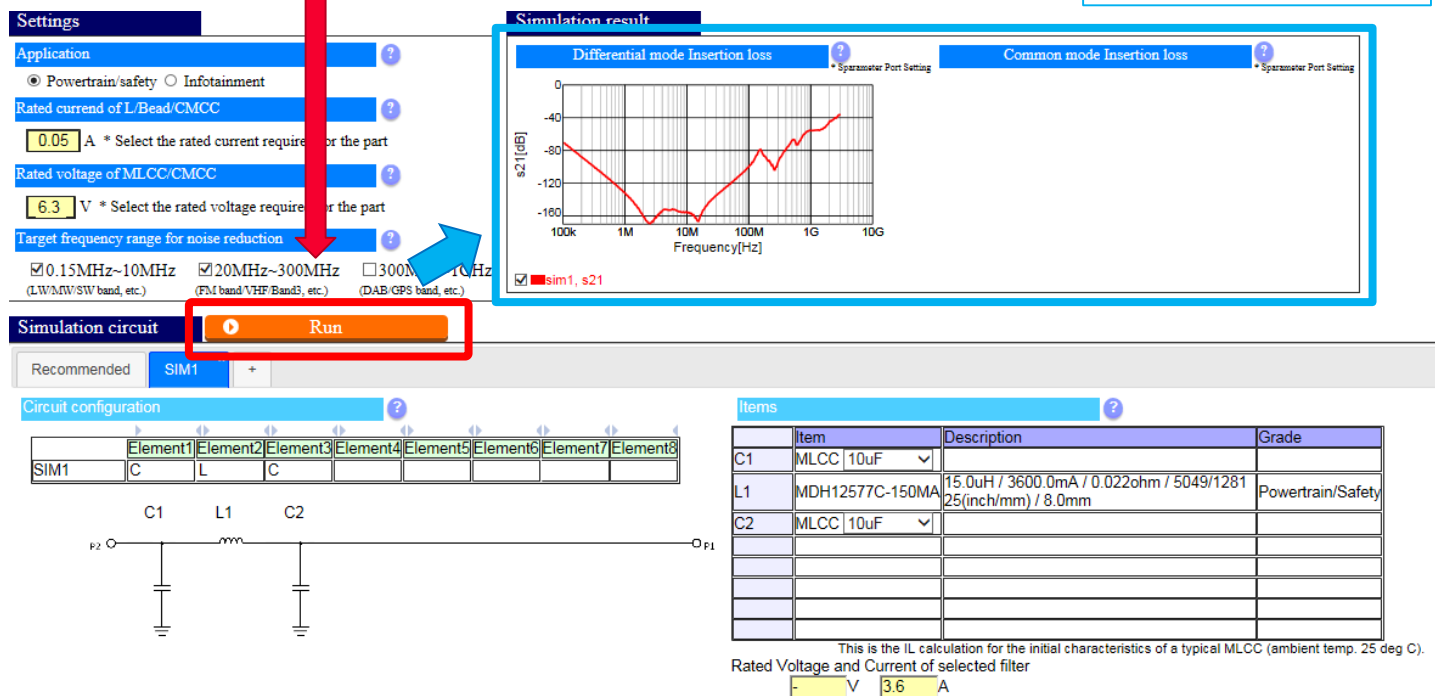 Settings
Simulation result
Application ?
Powertrain/safety Infotainment
Rated currend of L/Bead/CMCC ?
0.05 A * Select the rated current require or the part
Rated voltage of MLCC/CMCC ?
6.3 V * Select the rated voltage require or the part
Target frequency range for noise reduction ?
0.15MHz~10MHz 20MHz~300MHz 300M Hz
(LW/MW/SW band, etc.) (FM band/VHF/Band3, etc.) (DAB/GPS band, etc.)
Differential mode Insertion loss ?
* Sparameter Port Setting
Common mode Insertion loss ?
* Sparameter Port Setting
s21[dB]
0
-40
-80
-120
-160
100k 1M 10M 100M 1G 10G
Frequency[Hz]
sim1, s21
Simulation circuit Run
Recommended SIM1 +
Circuit configuration ?
Element1 Element2 Element3 Element4 Element5 Element6 Element7 Element8
SIM1 C L C
C1 L1 C2
P2 P1
Items ?
Item Description Grade
C1 MLCC 10uF
L1 MDH12577C-150MA 15.0uH / 3600.0mA / 0.022ohm / 5049/1281
25(inch/mm) / 8.0mm Powertrain/Safety
C2 MLCC 10uF
This is the IL calculation for the initial characteristics of a typical MLCC (ambient temp. 25 deg C).
Rated Voltage and Current of selected filter
- V 3.6 A